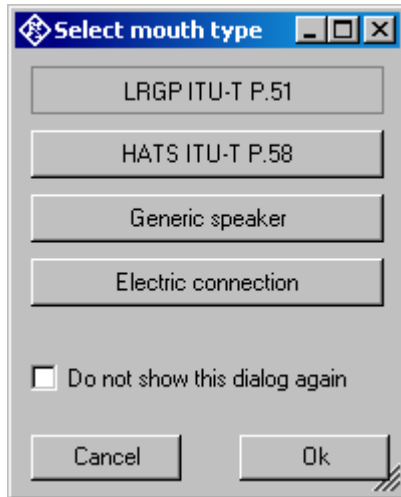 Select mouth type
LRGP ITU-T P.51
HATS ITU-T P.58
Generic speaker
Electric connection
Do not show this dialog again
Cancel Ok